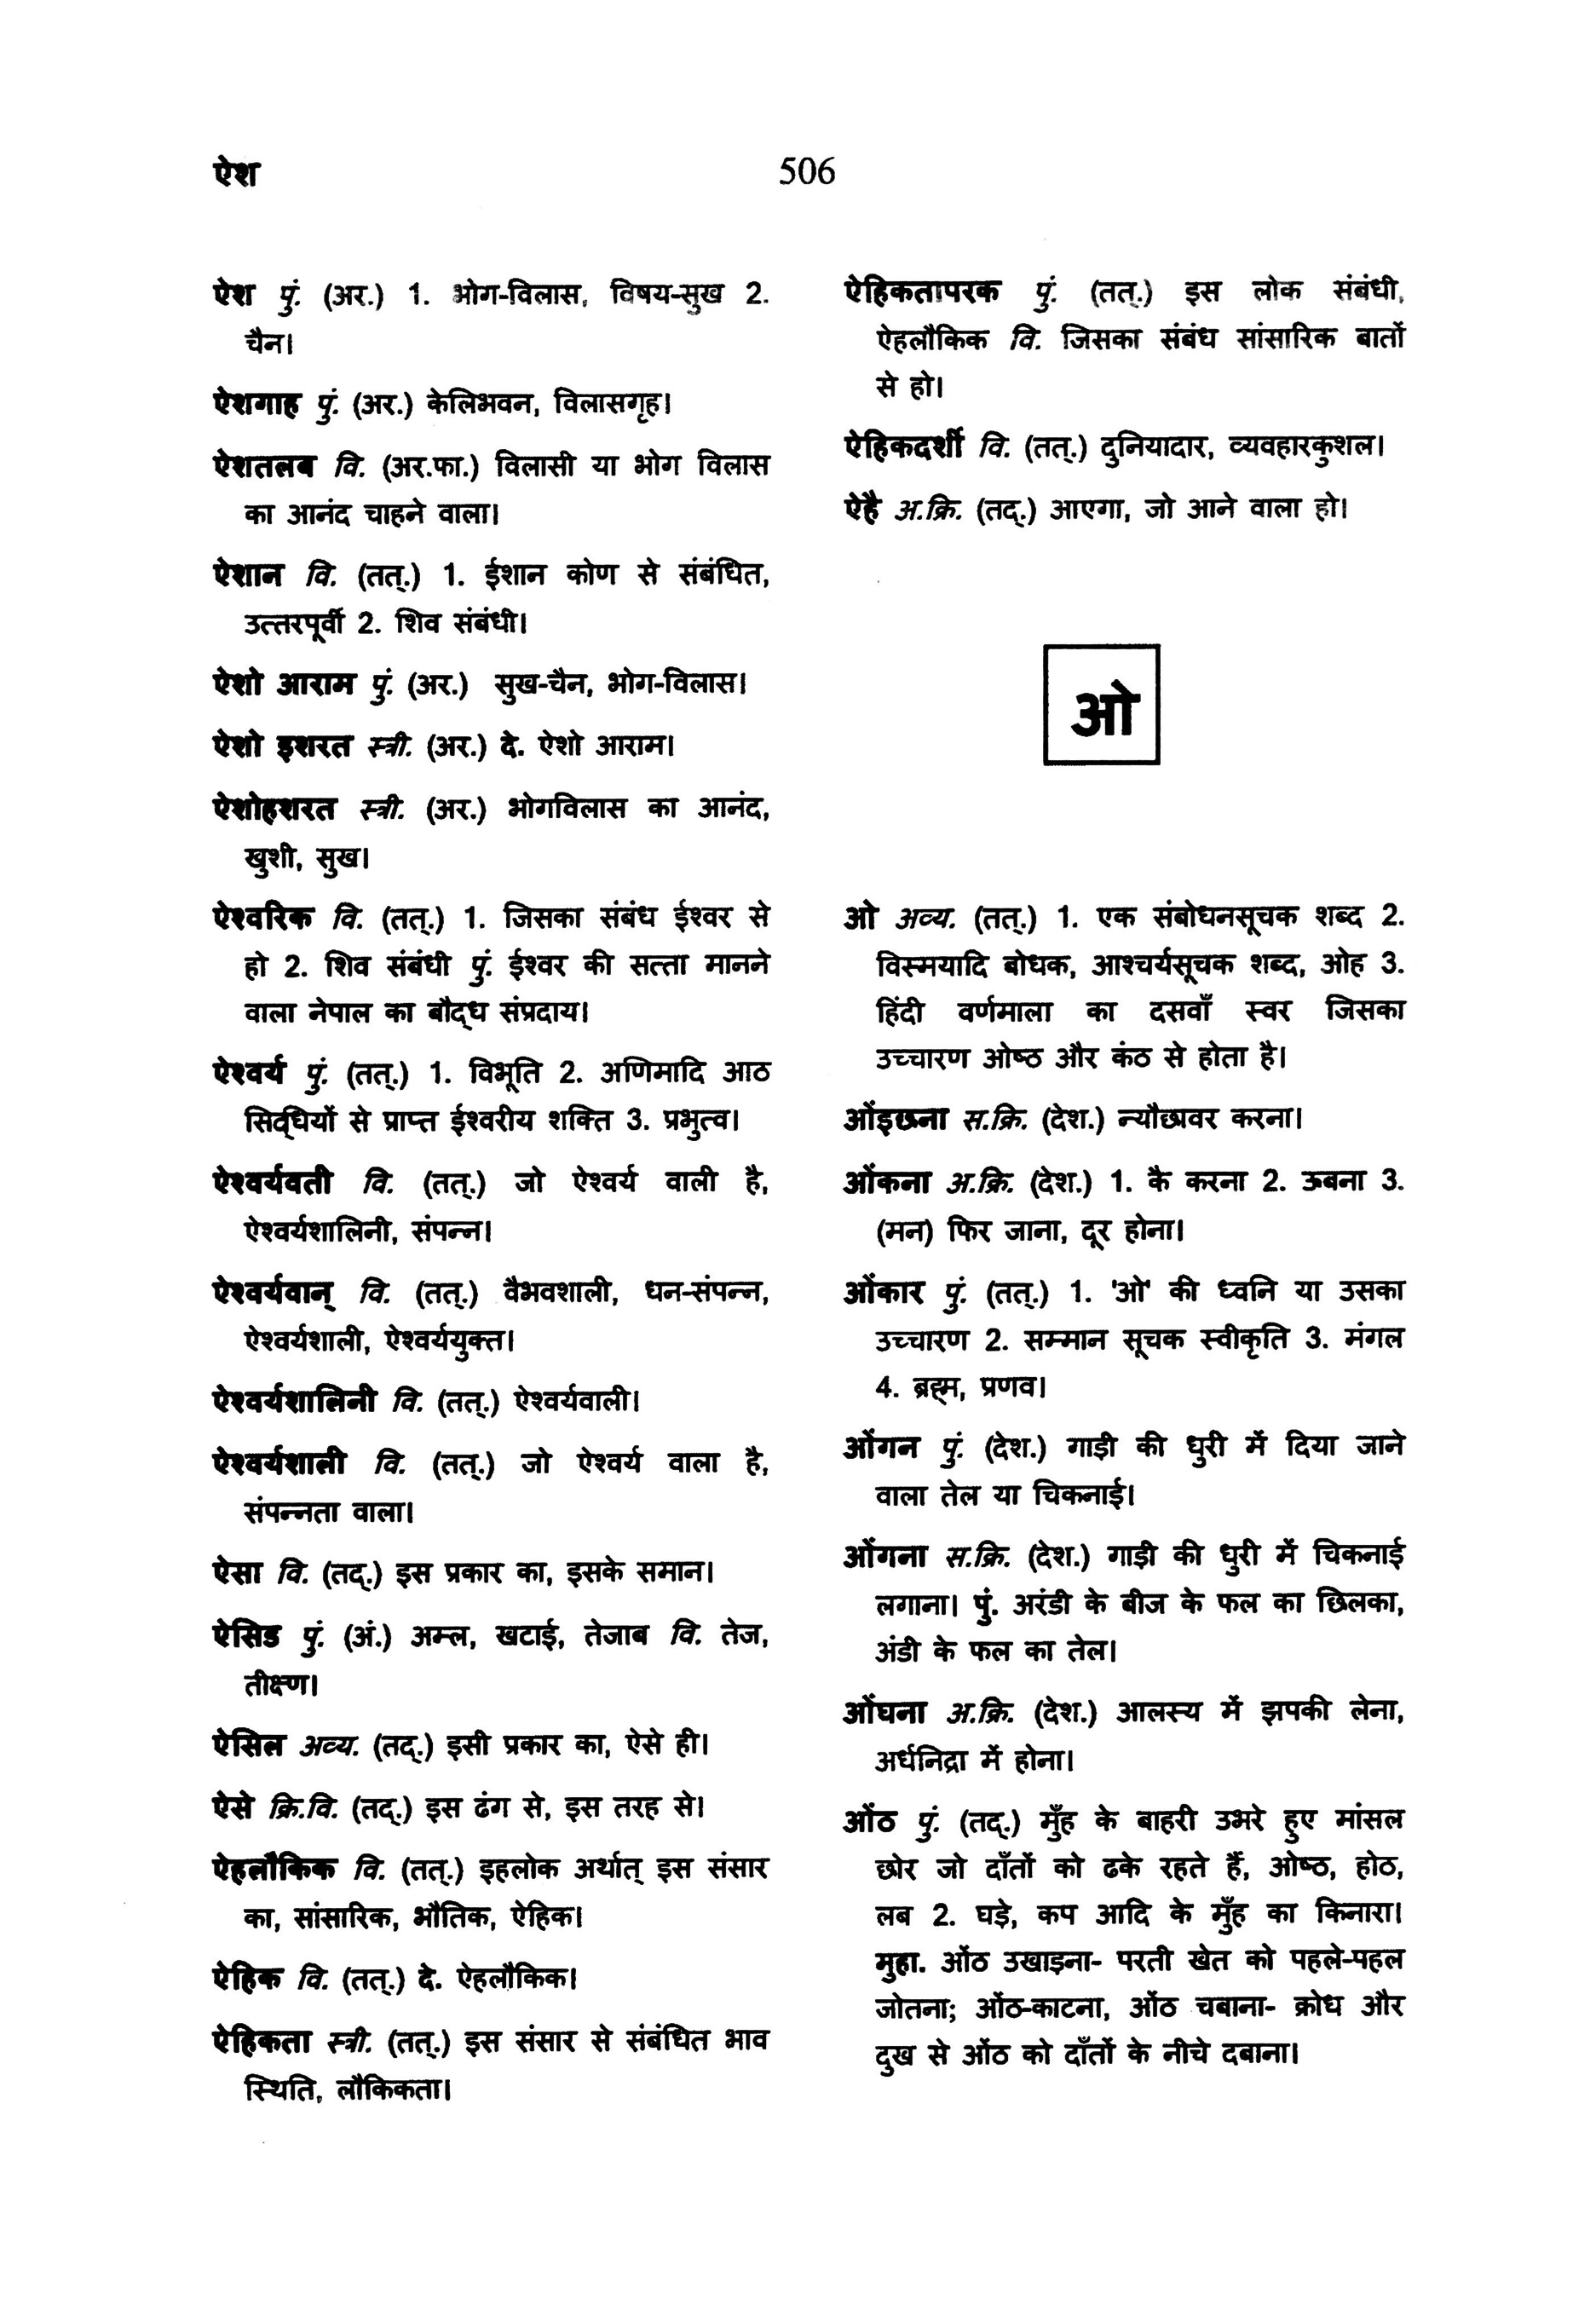 ऐश
506
ऐश पुं. (अर.) 1. भोग-विलास, विषय-सुख 2.
चैन।
ऐशगाह पुं. (अर.) केलिभवन, विलासगृह।
ऐशतलब वि. (अर.फा.) विलासी या भोग विलास
का आनंद चाहने वाला।
ऐशान वि. (तत्.) 1. ईशान कोण से संबंधित,
उत्तरपूर्वी 2. शिव संबंधी।
ऐशो आराम पुं. (अर.) सुख-चैन, भोग-विलास।
ऐशो इशरत स्त्री. (अर.) दे. ऐशो आराम।
ऐशोहशरत स्त्री. (अर.) भोगविलास का आनंद,
खुशी, सुख।
ऐश्वरिक वि. (तत्.) 1. जिसका संबंध ईश्वर से
हो 2. शिव संबंधी पुं. ईश्वर की सत्ता मानने
वाला नेपाल का बौद्ध संप्रदाय।
ऐश्वर्य पुं. (तत्.) 1. विभूति 2. अणिमादि आठ
सिद्धियों से प्राप्त ईश्वरीय शक्ति 3. प्रभुत्व।
ऐश्वर्यवती वि. (तत्.) जो ऐश्वर्य वाली है,
ऐश्वर्यशालिनी, संपन्न।
ऐश्वर्यवान् वि. (तत्.) वैभवशाली, धन-संपन्न,
ऐश्वर्यशाली, ऐश्वर्ययुक्त।
ऐश्वर्यशालिनी वि. (तत्.) ऐश्वर्यवाली।
ऐश्वर्यशाली वि. (तत्.) जो ऐश्वर्य वाला है,
संपन्नता वाला।
ऐसा वि. (तद्.) इस प्रकार का, इसके समान।
ऐसिड पुं. (अं.) अम्ल, खटाई, तेजाब वि. तेज,
तीक्ष्ण।
ऐसिल अव्य. (तद्.) इसी प्रकार का, ऐसे ही।
ऐसे क्रि.वि. (तद्.) इस ढंग से, इस तरह से।
ऐहलौकिक वि. (तत्.) इहलोक अर्थात् इस संसार
का, सांसारिक, भौतिक, ऐहिक।
ऐहिक वि. (तत्.) दे. ऐहलौकिक।
ऐहिकता स्त्री. (तत्.) इस संसार से संबंधित भाव
स्थिति, लौकिकता।
ऐहिकतापरक पुं. (तत्.) इस लोक संबंधी,
ऐहलौकिक वि. जिसका संबंध सांसारिक बातों
से हो।
ऐहिकदर्शी वि. (तत्.) दुनियादार, व्यवहारकुशल।
ऐहै अ.क्रि. (तद्.) आएगा, जो आने वाला हो।
ओ
ओ अव्य. (तत्.) 1. एक संबोधनसूचक शब्द 2.
विस्मयादि बोधक, आश्चर्यसूचक शब्द, ओह 3.
हिंदी वर्णमाला का दसवाँ स्वर जिसका
उच्चारण ओष्ठ और कंठ से होता है।
ओंइछना स.क्रि. (देश.) न्यौछावर करना।
ओंकना अ.क्रि. (देश.) 1. कै करना 2. ऊबना 3.
(मन) फिर जाना, दूर होना।
ओंकार पुं. (तत्.) 1. 'ओ' की ध्वनि या उसका
उच्चारण 2. सम्मान सूचक स्वीकृति 3. मंगल
4. ब्रह्म, प्रणव।
ओंगन पुं. (देश.) गाड़ी की धुरी में दिया जाने
वाला तेल या चिकनाई।
ओंगना स.क्रि. (देश.) गाड़ी की धुरी में चिकनाई
लगाना। पुं. अरंडी के बीज के फल का छिलका,
अंडी के फल का तेल।
ओंघना अ.क्रि. (देश.) आलस्य में झपकी लेना,
अर्धनिद्रा में होना।
ओंठ पुं. (तद्.) मुँह के बाहरी उभरे हुए मांसल
छोर जो दाँतों को ढके रहते हैं, ओष्ठ, होठ,
लब 2. घड़े, कप आदि के मुँह का किनारा।
मुहा. ओंठ उखाड़ना- परती खेत को पहले-पहल
जोतना; ओंठ-काटना, ओंठ चबाना- क्रोध और
दुख से ओंठ को दाँतों के नीचे दबाना।